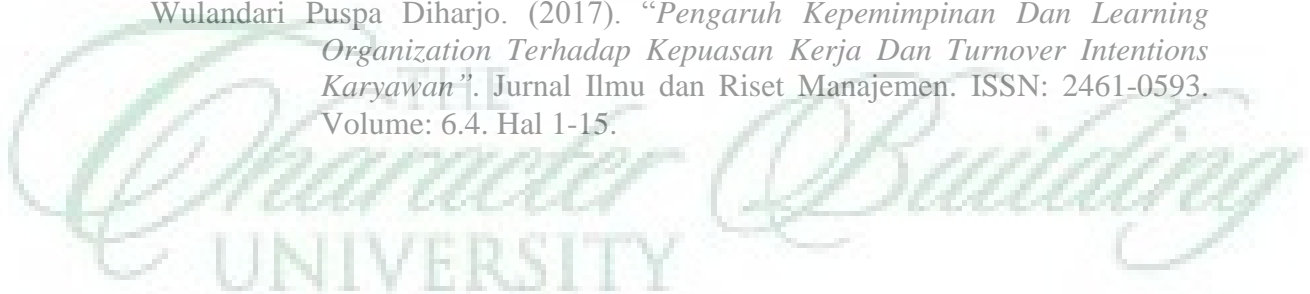 Wulandari Puspa Diharjo. (2017). “Pengaruh Kepemimpinan Dan Learning
Organization Terhadap Kepuasan Kerja Dan Turnover Intentions
Karyawan”. Jurnal Ilmu dan Riset Manajemen. ISSN: 2461-0593.
Volume: 6.4. Hal 1-15.
THE
Character Building
UNIVERSITY